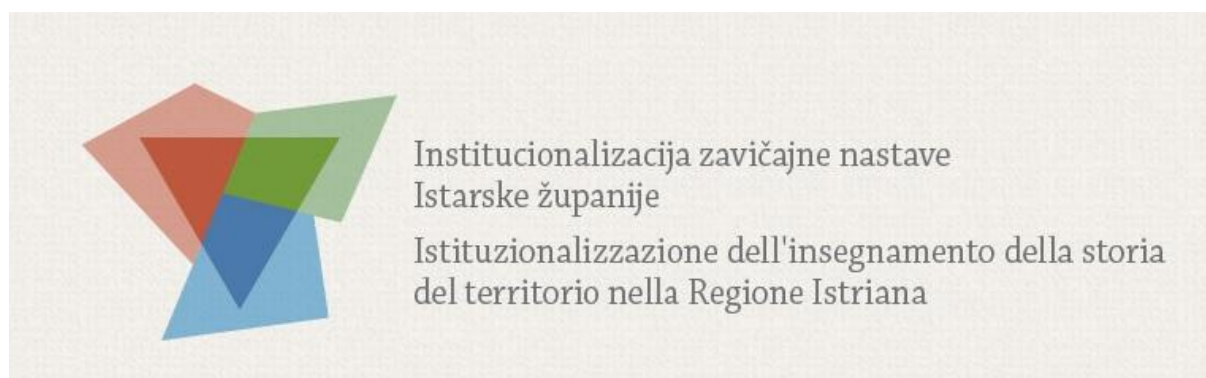 Institucionalizacija zavičajne nastave
Istarske županije
Istituzionalizzazione dell'insegnamento della storia
del territorio nella Regione Istriana